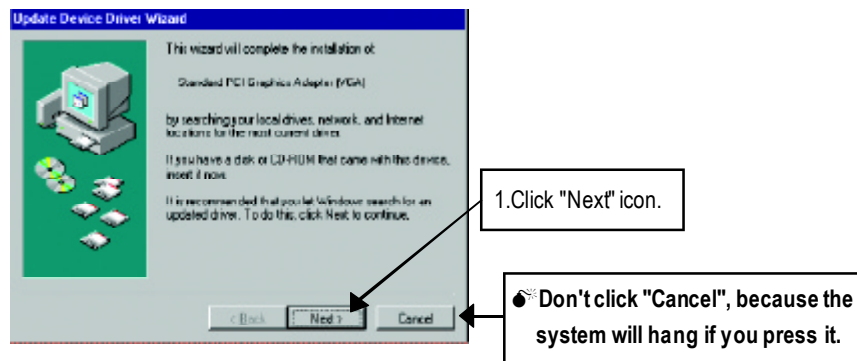 Update Device Driver Wizard
This wizard will complete the installation of:
Standard PCI Graphics Adapter (VGA)
by searching your local drives, network, and Internet
locations for the most current driver.
If you have a disk or CD-ROM that came with this device,
insert it now.
It is recommended that you let Windows search for an
updated driver. To do this, click Next to continue.
1.Click "Next" icon.
< Back
Next >
Cancel
💣Don't click "Cancel", because the
system will hang if you press it.